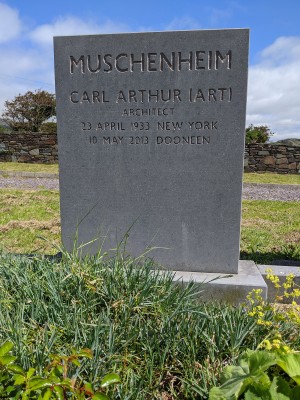 MUSCHENHEIM
CARL ARTHUR (ART)
ARCHITECT
23 APRIL 1933 NEW YORK
10 MAY 2013 DOONEEN